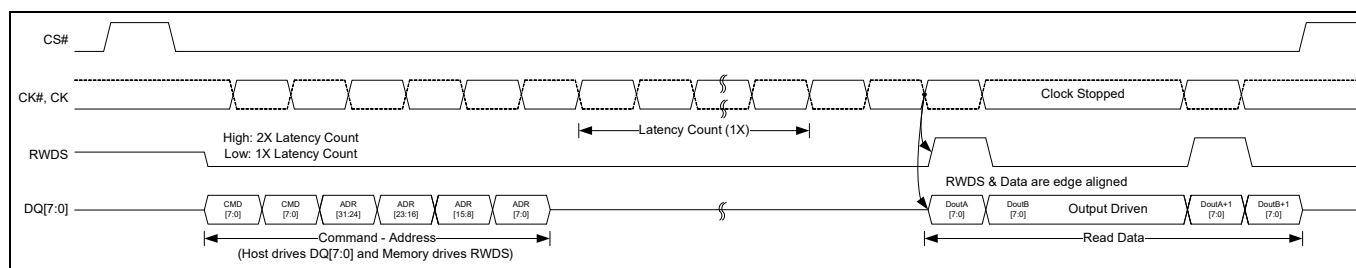 CS#
CK#, CK
Clock Stopped
Latency Count (1X)
High: 2X Latency Count
Low: 1X Latency Count
RWDS
RWDS & Data are edge aligned
DQ[7:0]
CMD [7:0]
CMD [7:0]
ADR [31:24]
ADR [23:16]
ADR [15:8]
ADR [7:0]
DoutA [7:0]
DoutB [7:0]
Output Driven
DoutA+1 [7:0]
DoutB+1 [7:0]
Command - Address
(Host drives DQ[7:0] and Memory drives RWDS)
Read Data